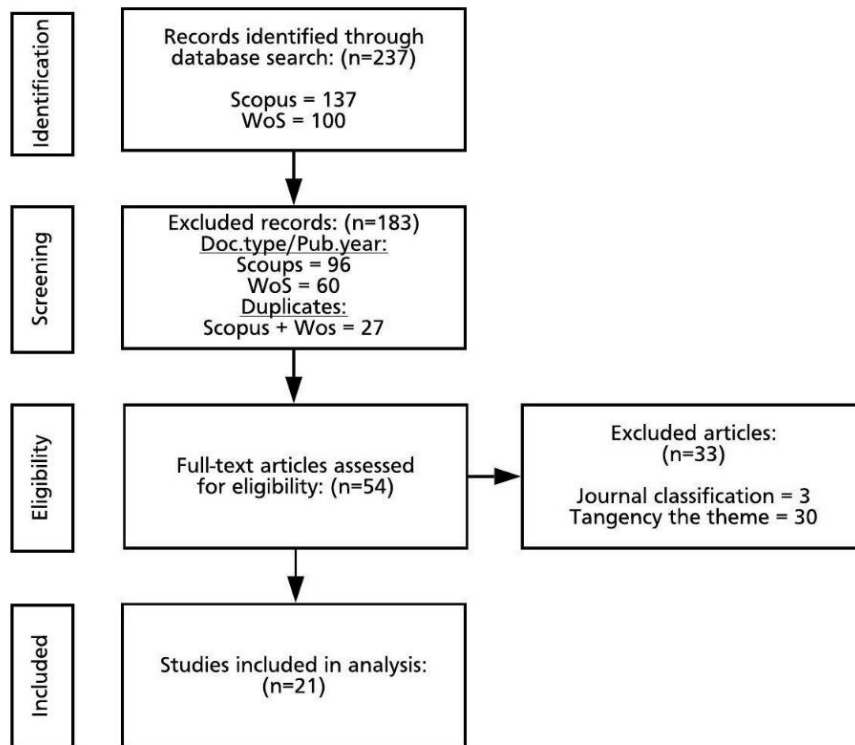 Identification
Records identified through
database search: (n=237)
Scopus = 137
WoS = 100
Screening
Excluded records: (n=183)
Doc.type/Pub.year:
Scoups = 96
WoS = 60
Duplicates:
Scopus + Wos = 27
Eligibility
Full-text articles assessed
for eligibility: (n=54)
Excluded articles:
(n=33)
Journal classification = 3
Tangency the theme = 30
Included
Studies included in analysis:
(n=21)